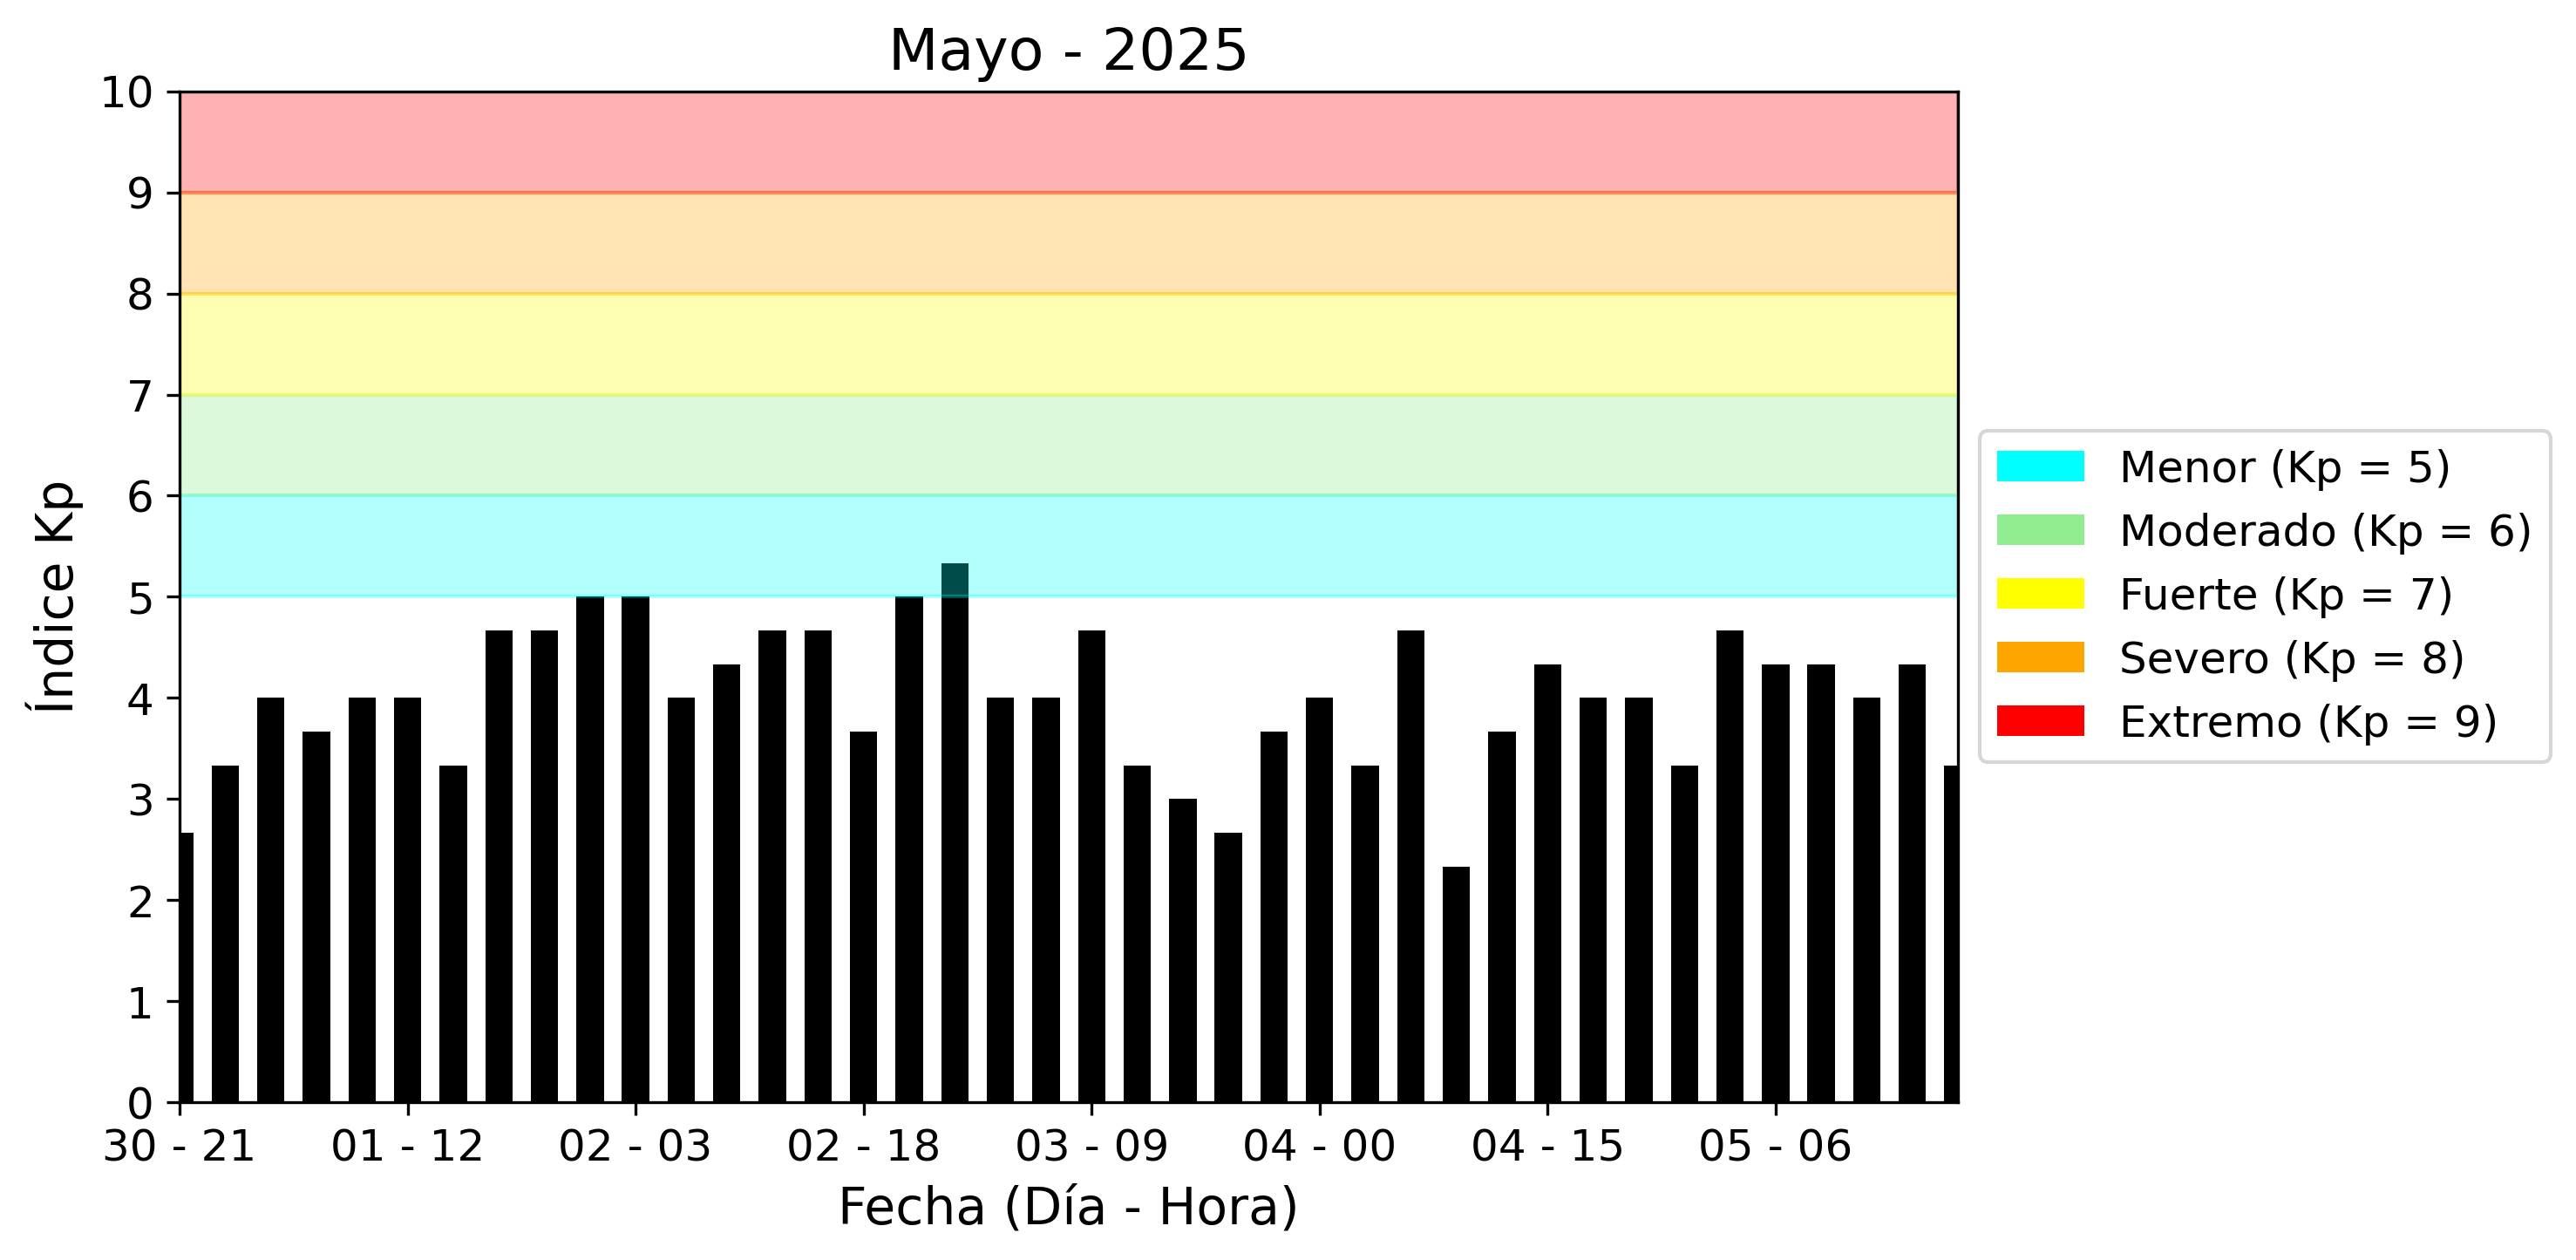 Mayo - 2025
10
9
8
7
6
5
4
3
2
1
0
Índice Kp
30 - 21 01 - 12 02 - 03 02 - 18 03 - 09 04 - 00 04 - 15 05 - 06
Fecha (Día - Hora)
Menor (Kp = 5)
Moderado (Kp = 6)
Fuerte (Kp = 7)
Severo (Kp = 8)
Extremo (Kp = 9)